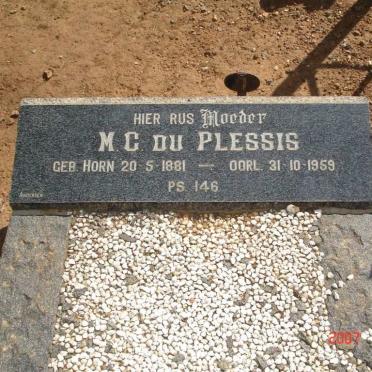 HIER RUS Moeder
M. C. DU PLESSIS
GEB HORN 20-5-1881 — OORL. 31-10-1959
PS. 146
2007